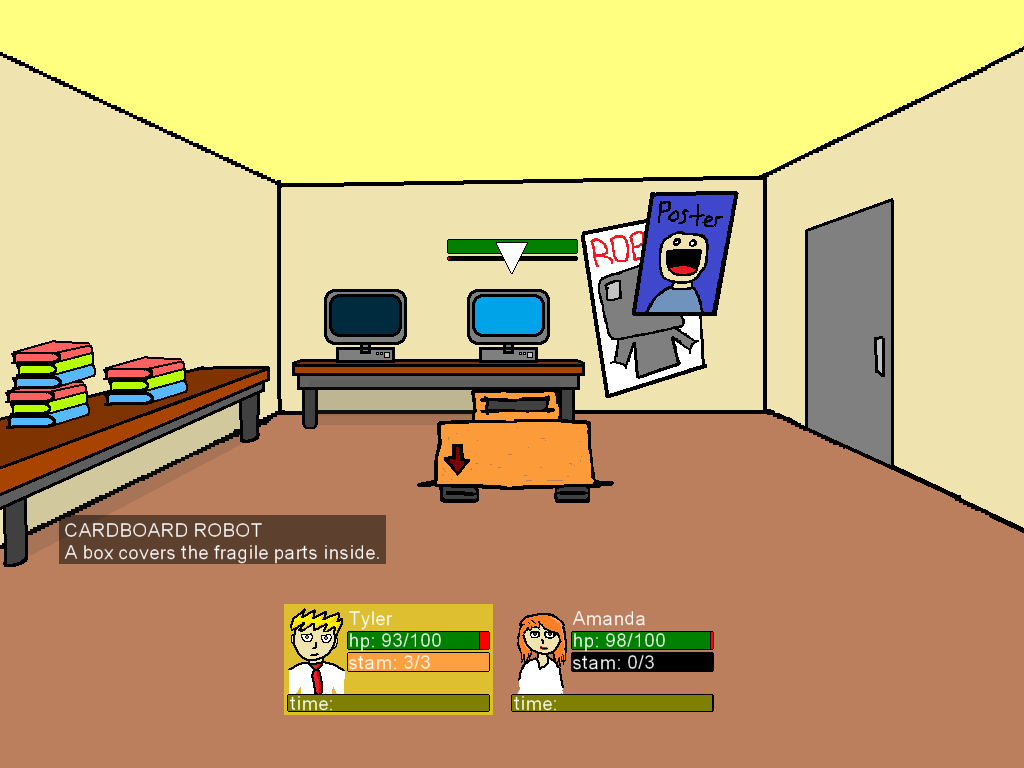 Poster
ROB
CARDBOARD ROBOT
A box covers the fragile parts inside.
Tyler
hp: 93/100
stam: 3/3
time:
Amanda
hp: 98/100
stam: 0/3
time: